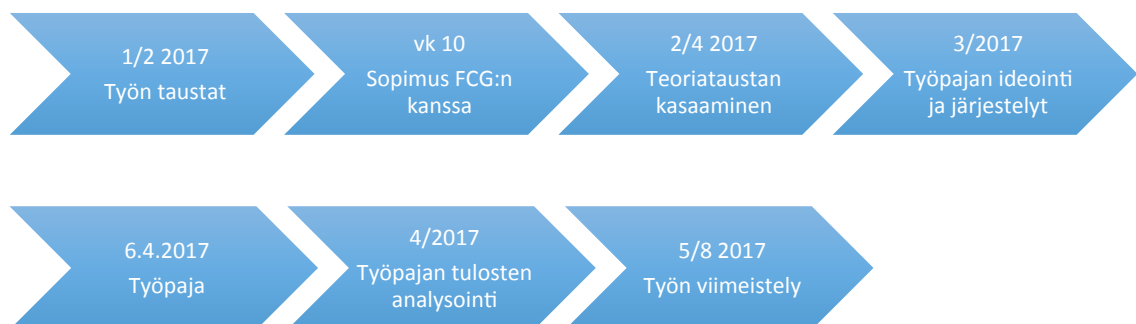 1/2 2017
Työn taustat
vk 10
Sopimus FCG:n
kanssa
2/4 2017
Teoriataustan
kasaaminen
3/2017
Työpajan ideointi
ja järjestelyt
6.4.2017
Työpaja
4/2017
Työpajan tulosten
analysointi
5/8 2017
Työn viimeistely